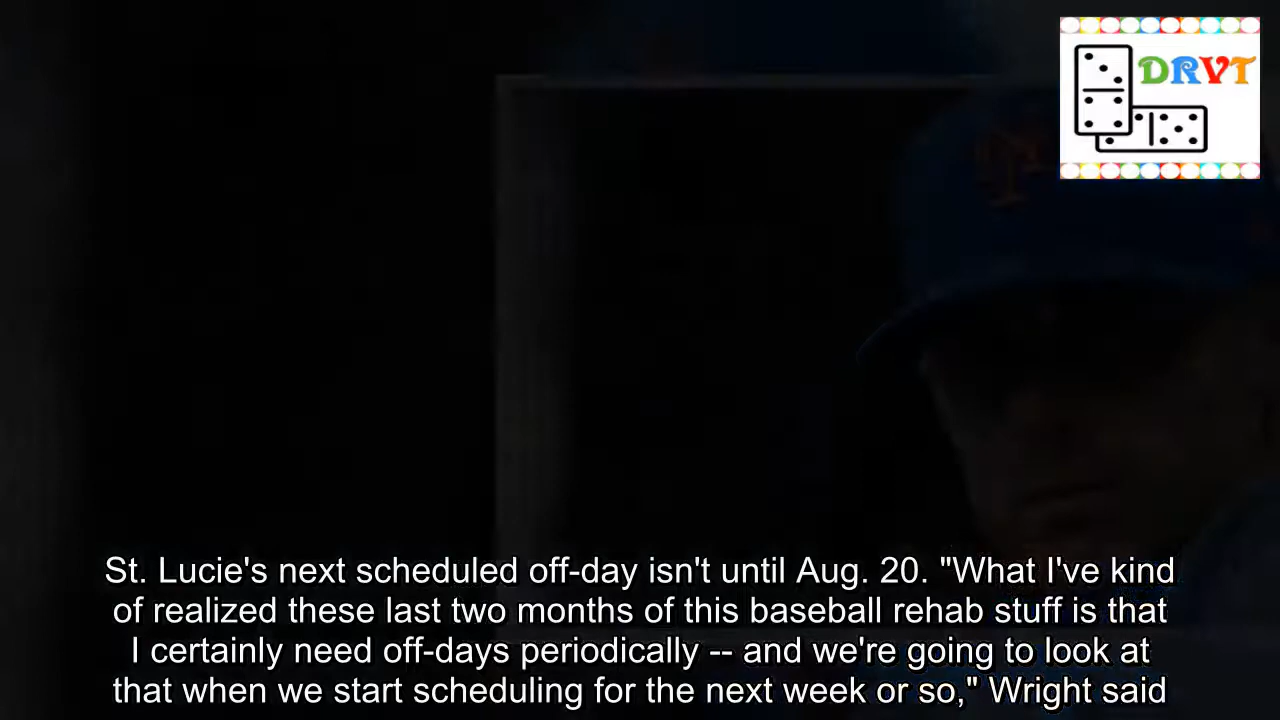 DRVT
St. Lucie's next scheduled off-day isn't until Aug. 20. "What I've kind
of realized these last two months of this baseball rehab stuff is that
I certainly need off-days periodically -- and we're going to look at
that when we start scheduling for the next week or so," Wright said